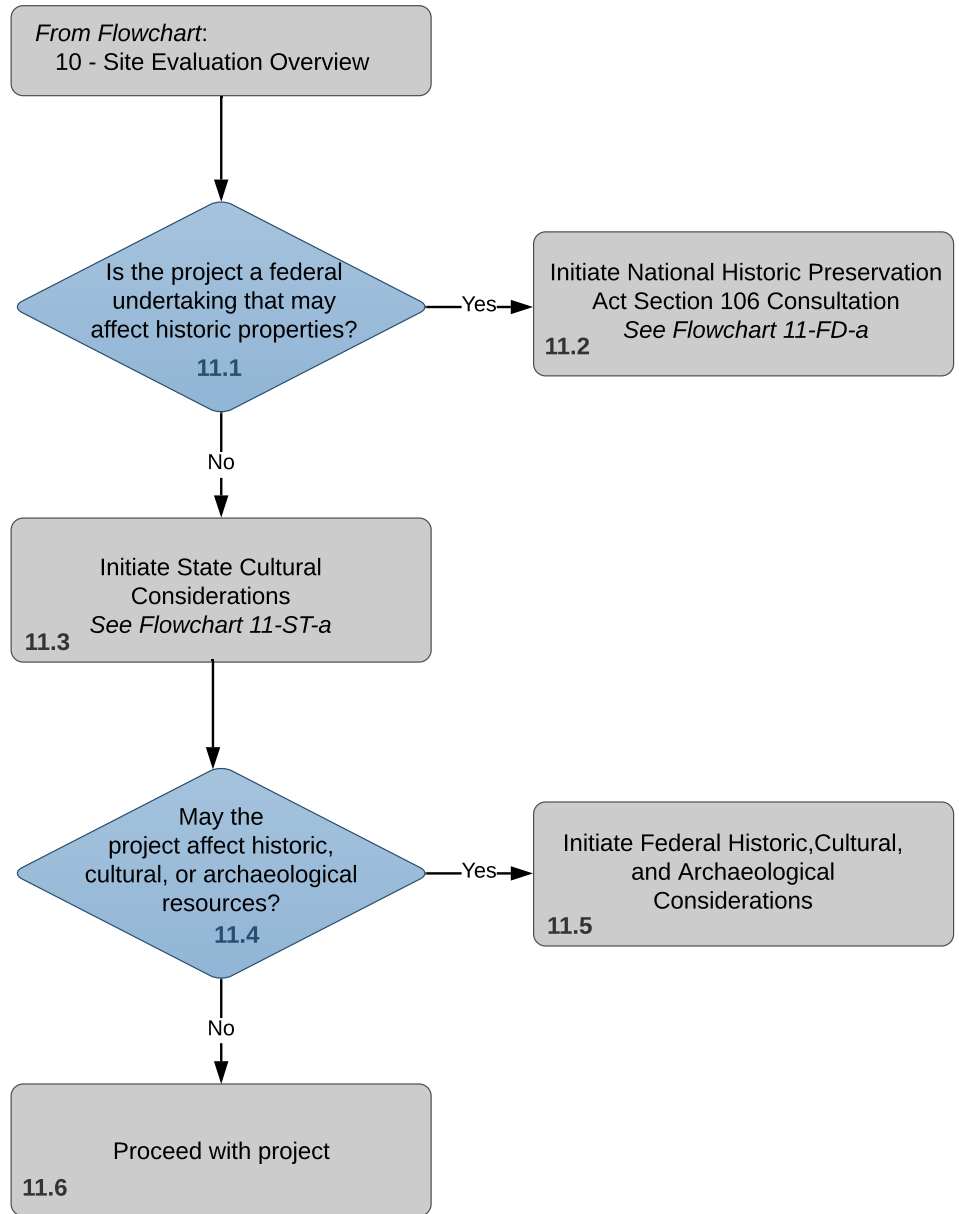 From Flowchart:
10 - Site Evaluation Overview
Is the project a federal
undertaking that may
affect historic properties?
11.1
Yes
Initiate National Historic Preservation
Act Section 106 Consultation
See Flowchart 11-FD-a
11.2
No
Initiate State Cultural
Considerations
See Flowchart 11-ST-a
11.3
May the
project affect historic,
cultural, or archaeological
resources?
11.4
Yes
Initiate Federal Historic,Cultural,
and Archaeological
Considerations
11.5
No
Proceed with project
11.6